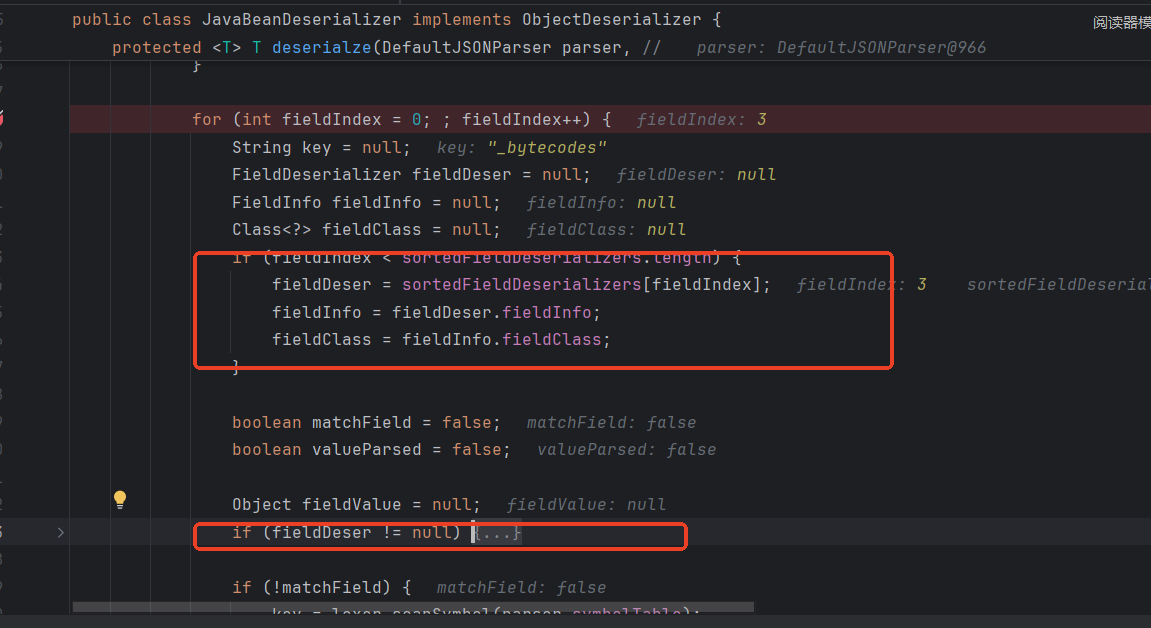 public class JavaBeanDeserializer implements ObjectDeserializer {
阅读器模
protected <T> T deserialze(DefaultJSONParser parser, // parser: DefaultJSONParser@966
}
for (int fieldIndex = 0; ; fieldIndex++) { fieldIndex: 3
String key = null; key: "_bytecodes"
FieldDeserializer fieldDeser = null; fieldDeser: null
FieldInfo fieldInfo = null; fieldInfo: null
Class<?> fieldClass = null; fieldClass: null
if (fieldIndex < sortedFieldDeserializers.length) {
fieldDeser = sortedFieldDeserializers[fieldIndex]; fieldIndex: 3 sortedFieldDeserial
fieldInfo = fieldDeser.fieldInfo;
fieldClass = fieldInfo.fieldClass;
}
boolean matchField = false; matchField: false
boolean valueParsed = false; valueParsed: false
Object fieldValue = null; fieldValue: null
if (fieldDeser != null) {...}
if (!matchField) { matchField: false
key = lexer.scanSymbol(parser.symbolTable);